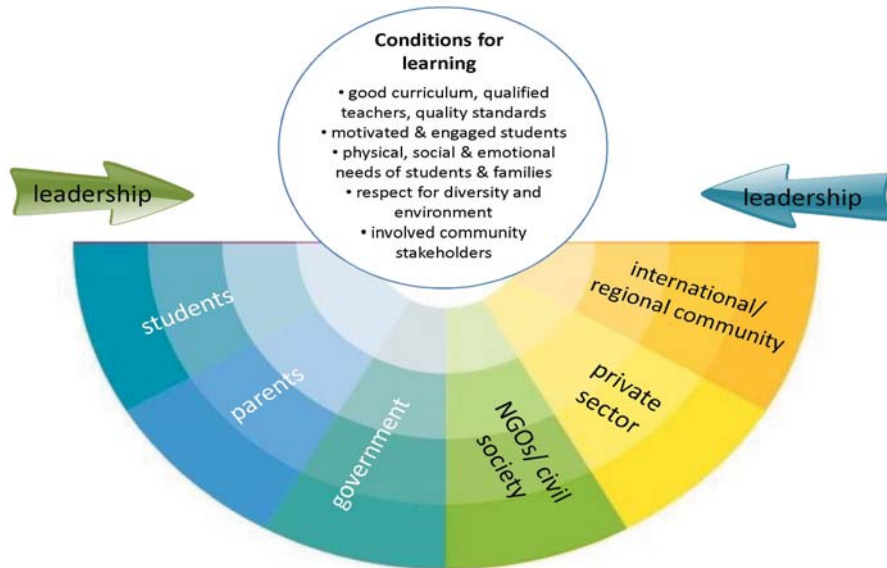 Conditions for
learning
• good curriculum, qualified
teachers, quality standards
• motivated & engaged students
• physical, social & emotional
needs of students & families
• respect for diversity and
environment
• involved community
stakeholders
leadership
leadership
students
parents
government
NGOs/ civil
society
private
sector
international/
regional community